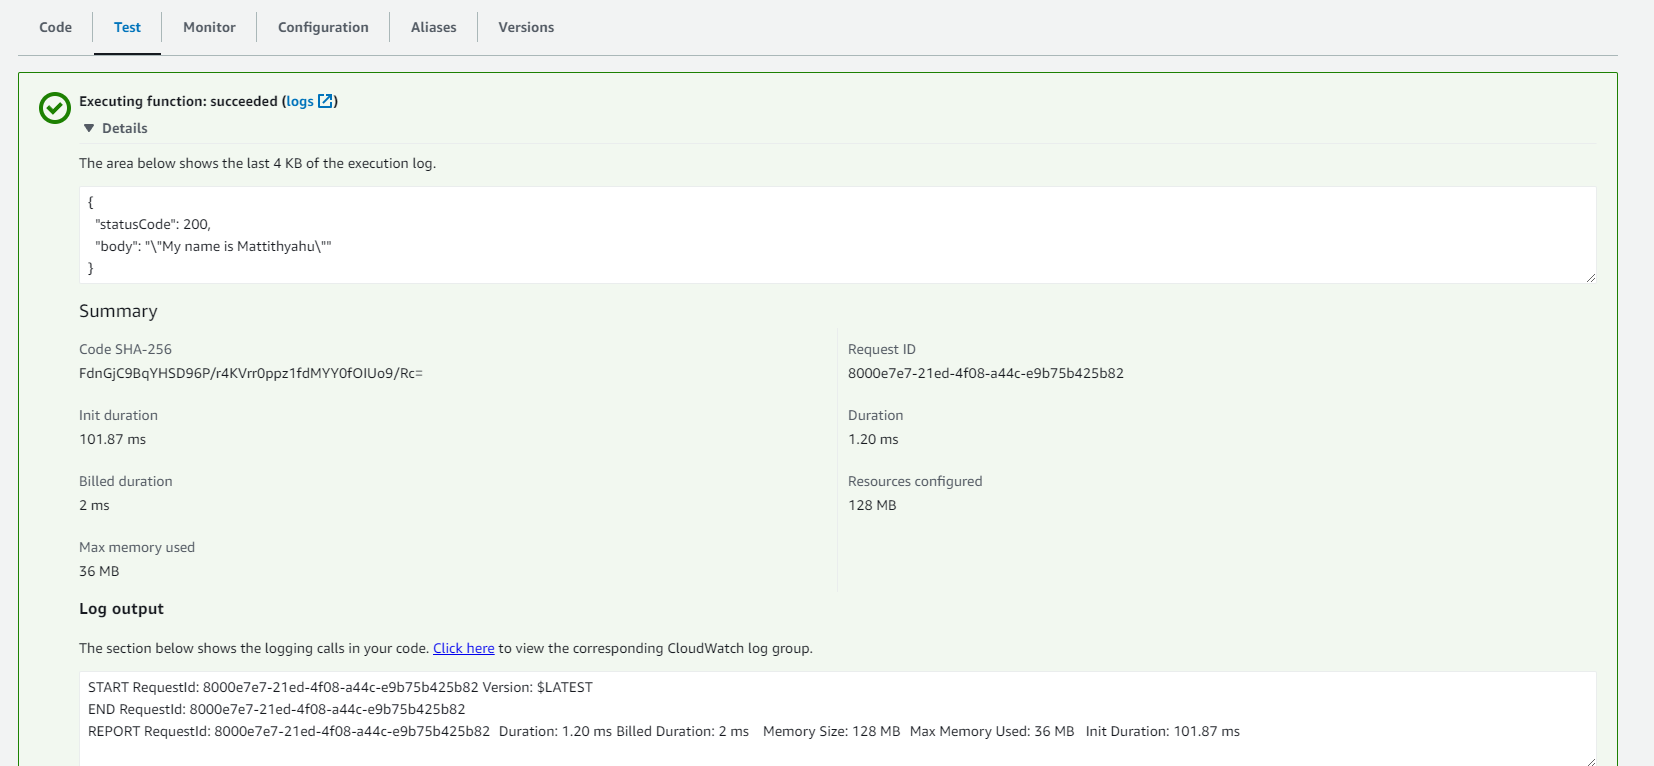 Code Test Monitor Configuration Aliases Versions
Executing function: succeeded (logs)
Details
The area below shows the last 4 KB of the execution log.
{
"statusCode": 200,
"body": "\"My name is Mattithyahu\""
}
Summary
Code SHA-256
FdnGjC9BqYHSD96P/r4KVrr0ppz1fdMYY0fOIUo9/Rc=
Request ID
8000e7e7-21ed-4f08-a44c-e9b75b425b82
Init duration
101.87 ms
Duration
1.20 ms
Billed duration
2 ms
Resources configured
128 MB
Max memory used
36 MB
Log output
The section below shows the logging calls in your code. Click here to view the corresponding CloudWatch log group.
START RequestId: 8000e7e7-21ed-4f08-a44c-e9b75b425b82 Version: $LATEST
END RequestId: 8000e7e7-21ed-4f08-a44c-e9b75b425b82
REPORT RequestId: 8000e7e7-21ed-4f08-a44c-e9b75b425b82 Duration: 1.20 ms Billed Duration: 2 ms Memory Size: 128 MB Max Memory Used: 36 MB Init Duration: 101.87 ms